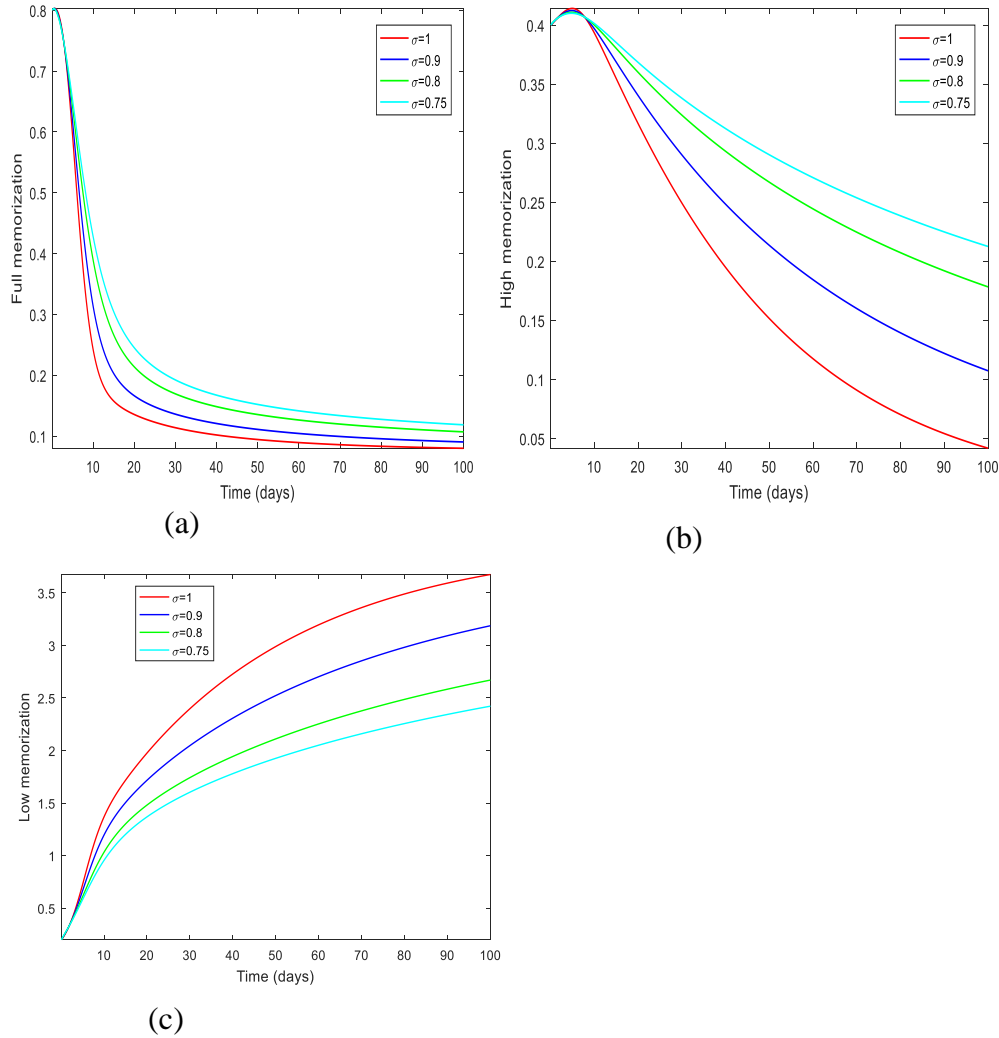 0.8
0.7
0.6
0.5
0.4
0.3
0.2
0.1
Full memorization
10 20 30 40 50 60 70 80 90 100
Time (days)
σ=1
σ=0.9
σ=0.8
σ=0.75
(a)
0.4
0.35
0.3
0.25
0.2
0.15
0.1
0.05
High memorization
10 20 30 40 50 60 70 80 90 100
Time (days)
σ=1
σ=0.9
σ=0.8
σ=0.75
(b)
3.5
3
2.5
2
1.5
1
0.5
Low memorization
10 20 30 40 50 60 70 80 90 100
Time (days)
σ=1
σ=0.9
σ=0.8
σ=0.75
(c)